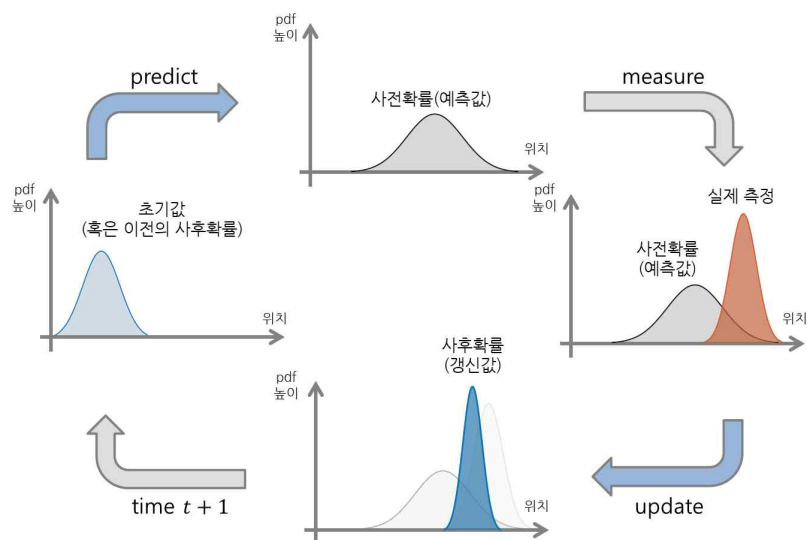 pdf
높이
predict
사전확률(예측값)
위치
measure
pdf
높이
초기값
(혹은 이전의 사후확률)
위치
pdf
높이
실제 측정
사전확률
(예측값)
위치
사후확률
(갱신값)
pdf
높이
위치
time t + 1
update